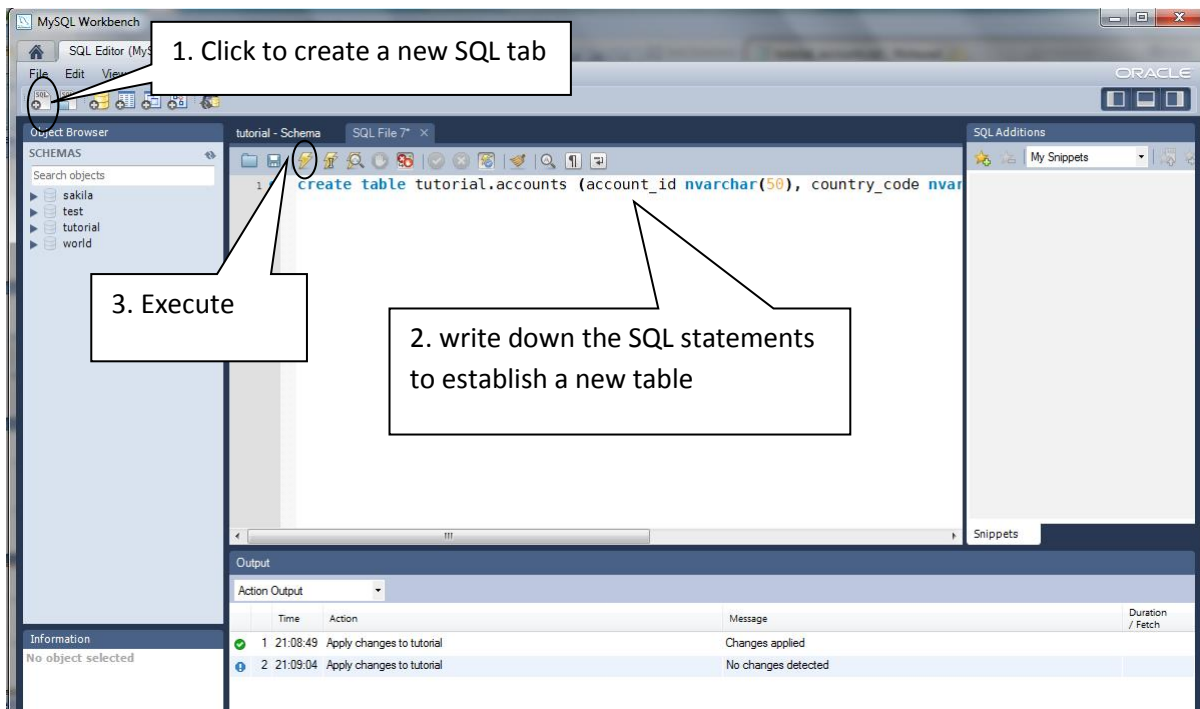 MySQL Workbench
SQL Editor (MyS
1. Click to create a new SQL tab
File Edit View
ORACLE
SQL
Object Browser
SCHEMAS
Search objects
sakila
test
tutorial
world
tutorial - Schema SQL File 7* ×
1 create table tutorial.accounts (account_id nvarchar(50), country_code nvar
3. Execute
2. write down the SQL statements
to establish a new table
SQL Additions
My Snippets
Snippets
Output
Action Output
Time Action Message Duration
/ Fetch
1 21:08:49 Apply changes to tutorial Changes applied
2 21:09:04 Apply changes to tutorial No changes detected
Information
No object selected